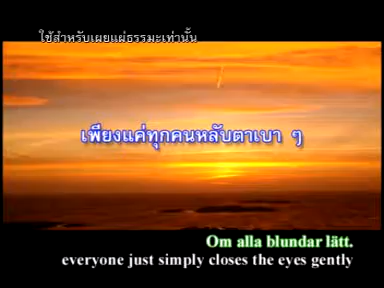 ใช้สำหรับเผยแผ่ธรรมะเท่านั้น
เพียงแค่ทุกคนหลับตาเบา ๆ
Om alla blundar lätt.
everyone just simply closes the eyes gently